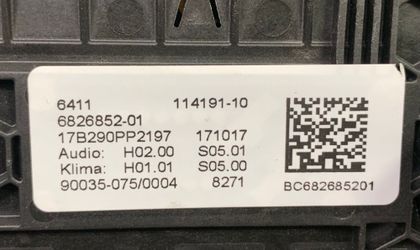 6411 114191-10
6826852-01
17B290PP2197 171017
Audio: H02.00 S05.01
Klima: H01.01 S05.00
90035-075/0004 8271
BC682685201